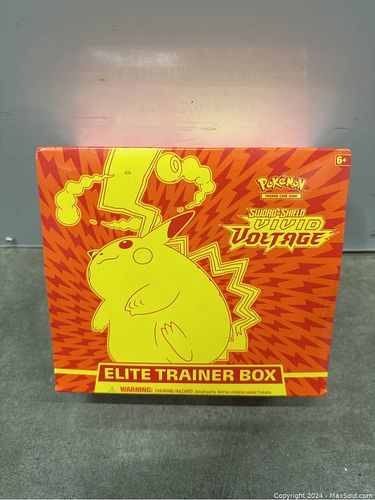 6+
POKéMON
TRADING CARD GAME
SWORD & SHIELD
VIVID
VOLTAGE
ELITE TRAINER BOX
⚠ WARNING: CHOKING HAZARD. Small parts. Not for children under 3 years.
Copyright 2024 - MaxSold.com